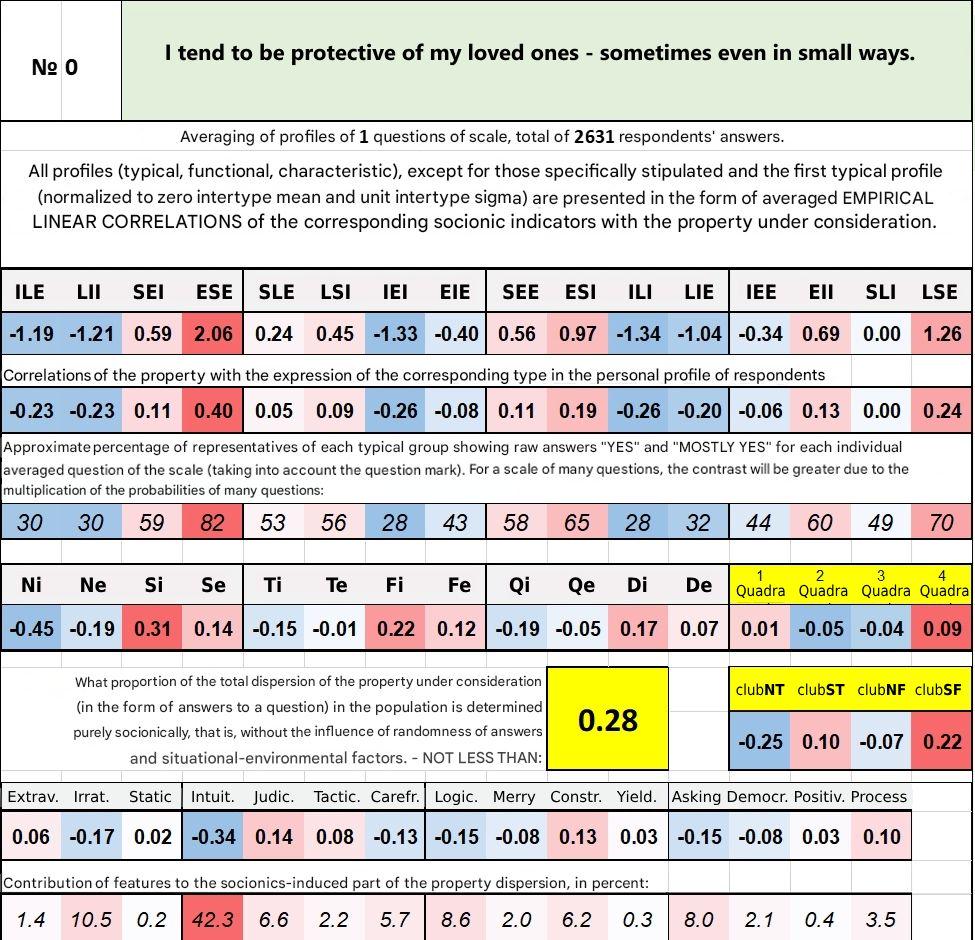 № 0
I tend to be protective of my loved ones - sometimes even in small ways.
Averaging of profiles of 1 questions of scale, total of 2631 respondents' answers.
All profiles (typical, functional, characteristic), except for those specifically stipulated and the first typical profile
(normalized to zero intertype mean and unit intertype sigma) are presented in the form of averaged EMPIRICAL
LINEAR CORRELATIONS of the corresponding socionic indicators with the property under consideration.
ILE LII SEI ESE SLE LSI IEI EIE SEE ESI ILI LIE IEE EII SLI LSE
-1.19 -1.21 0.59 2.06 0.24 0.45 -1.33 -0.40 0.56 0.97 -1.34 -1.04 -0.34 0.69 0.00 1.26
Correlations of the property with the expression of the corresponding type in the personal profile of respondents
-0.23 -0.23 0.11 0.40 0.05 0.09 -0.26 -0.08 0.11 0.19 -0.26 -0.20 -0.06 0.13 0.00 0.24
Approximate percentage of representatives of each typical group showing raw answers "YES" and "MOSTLY YES" for each individual
averaged question of the scale (taking into account the question mark). For a scale of many questions, the contrast will be greater due to the
multiplication of the probabilities of many questions:
30 30 59 82 53 56 28 43 58 65 28 32 44 60 49 70
Ni Ne Si Se Ti Te Fi Fe Qi Qe Di De 1 2 3 4
Quadra Quadra Quadra Quadra
-0.45 -0.19 0.31 0.14 -0.15 -0.01 0.22 0.12 -0.19 -0.05 0.17 0.07 0.01 -0.05 -0.04 0.09
What proportion of the total dispersion of the property under consideration
(in the form of answers to a question) in the population is determined
purely socionically, that is, without the influence of randomness of answers
and situational-environmental factors. - NOT LESS THAN:
0.28
clubNT clubST clubNF clubSF
-0.25 0.10 -0.07 0.22
Extrav. Irrat. Static Intuit. Judic. Tactic. Carefr. Logic. Merry Constr. Yield. Asking Democr. Positiv. Process
0.06 -0.17 0.02 -0.34 0.14 0.08 -0.13 -0.15 -0.08 0.13 0.03 -0.15 -0.08 0.03 0.10
Contribution of features to the socionics-induced part of the property dispersion, in percent:
1.4 10.5 0.2 42.3 6.6 2.2 5.7 8.6 2.0 6.2 0.3 8.0 2.1 0.4 3.5